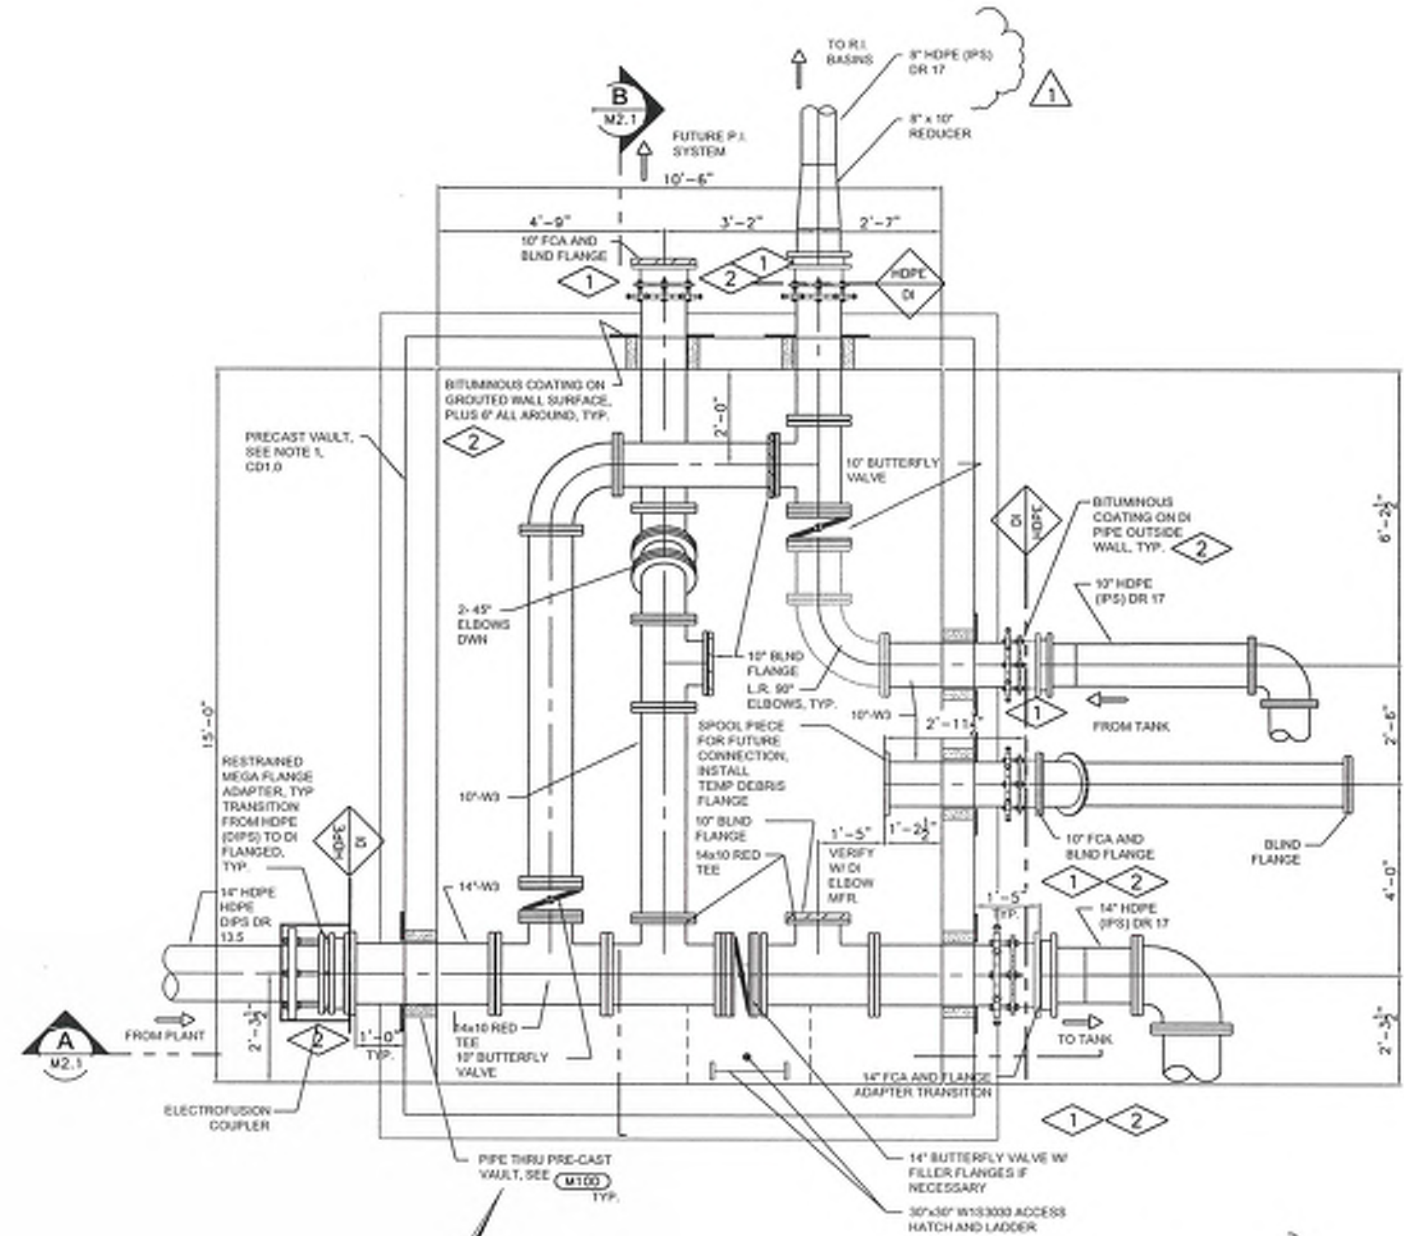 TO R.I.
BASINS
8" HDPE (IPS)
DR 17
1
B
M2.1
8" x 10"
REDUCER
FUTURE P.I.
SYSTEM
10'-6"
4'-9"
3'-2"
2'-7"
10" FCA AND
BLND FLANGE
1
1
2
HDPE
DI
BITUMINOUS COATING ON
GROUTED WALL SURFACE,
PLUS 6" ALL AROUND, TYP.
2
2'-0"
PRECAST VAULT,
SEE NOTE 1,
CD1.0
10" BUTTERFLY
VALVE
DI
HDPE
BITUMINOUS
COATING ON DI
PIPE OUTSIDE
WALL, TYP.
2
6'-2½"
10" HDPE
(IPS) DR 17
2- 45°
ELBOWS
DWN
10" BLND
FLANGE
L.R. 90°
ELBOWS, TYP.
10"-W3
2'-11½"
1
FROM TANK
15'-0"
2'-6"
SPOOL PIECE
FOR FUTURE
CONNECTION,
INSTALL
TEMP DEBRIS
FLANGE
RESTRAINED
MEGA FLANGE
ADAPTER, TYP
TRANSITION
FROM HDPE
(DIPS) TO DI
FLANGED,
TYP.
HDPE
DI
10"-W3
10" BLND
FLANGE
14x10 RED
TEE
1'-5"
1'-2½"
VERIFY
W/ DI
ELBOW
MFR.
10" FCA AND
BLND FLANGE
BLIND
FLANGE
1
2
4'-0"
14" HDPE
HDPE
DIPS DR
13.5
14"-W3
1'-5"
TYP.
14" HDPE
(IPS) DR 17
FROM PLANT
2'-3½"
2
1'-0"
TYP.
14x10 RED
TEE
10" BUTTERFLY
VALVE
TO TANK
2'-3½"
A
M2.1
14" FCA AND FLANGE
ADAPTER TRANSITION
ELECTROFUSION
COUPLER
1
2
PIPE THRU PRE-CAST
VAULT, SEE M100
TYP.
14" BUTTERFLY VALVE W/
FILLER FLANGES IF
NECESSARY
30"x30" W1S3030 ACCESS
HATCH AND LADDER